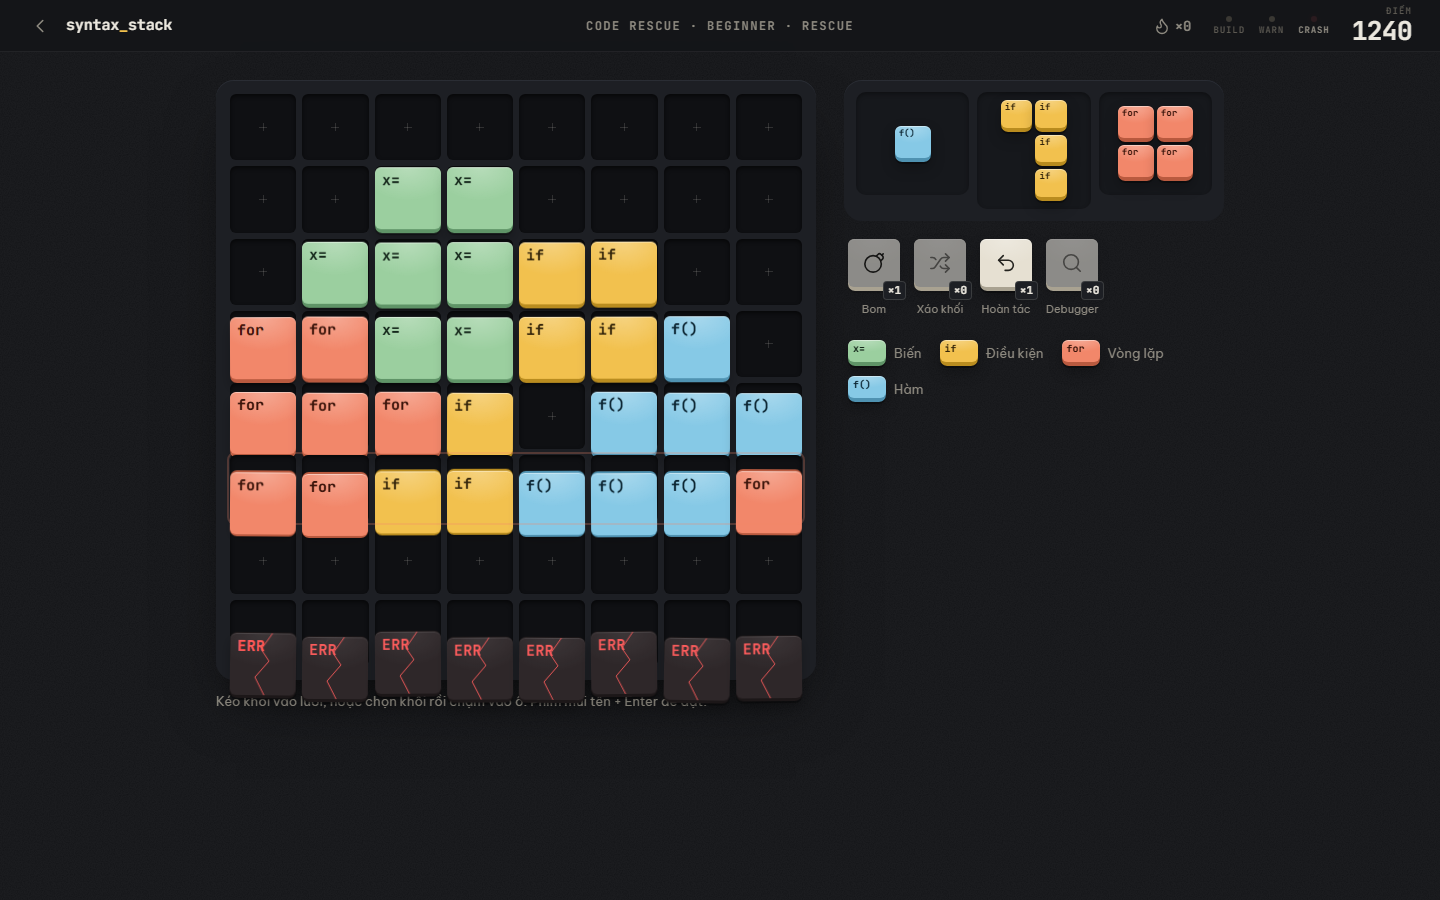 syntax_stack
CODE RESCUE · BEGINNER · RESCUE
×0
BUILD WARN CRASH
ĐIỂM
1240
x= x=
x= x= x= if if
for for x= x= if if f()
for for for if f() f() f()
for for if if f() f() f() for
ERR ERR ERR ERR ERR ERR ERR ERR
f()
if if
if
if
for for
for for
×1 ×0 ×1 ×0
Bom Xáo khối Hoàn tác Debugger
x= Biến if Điều kiện for Vòng lặp
f() Hàm
Kéo khối vào lưới, hoặc chọn khối rồi chạm vào ô. Phím mũi tên + Enter để đặt.